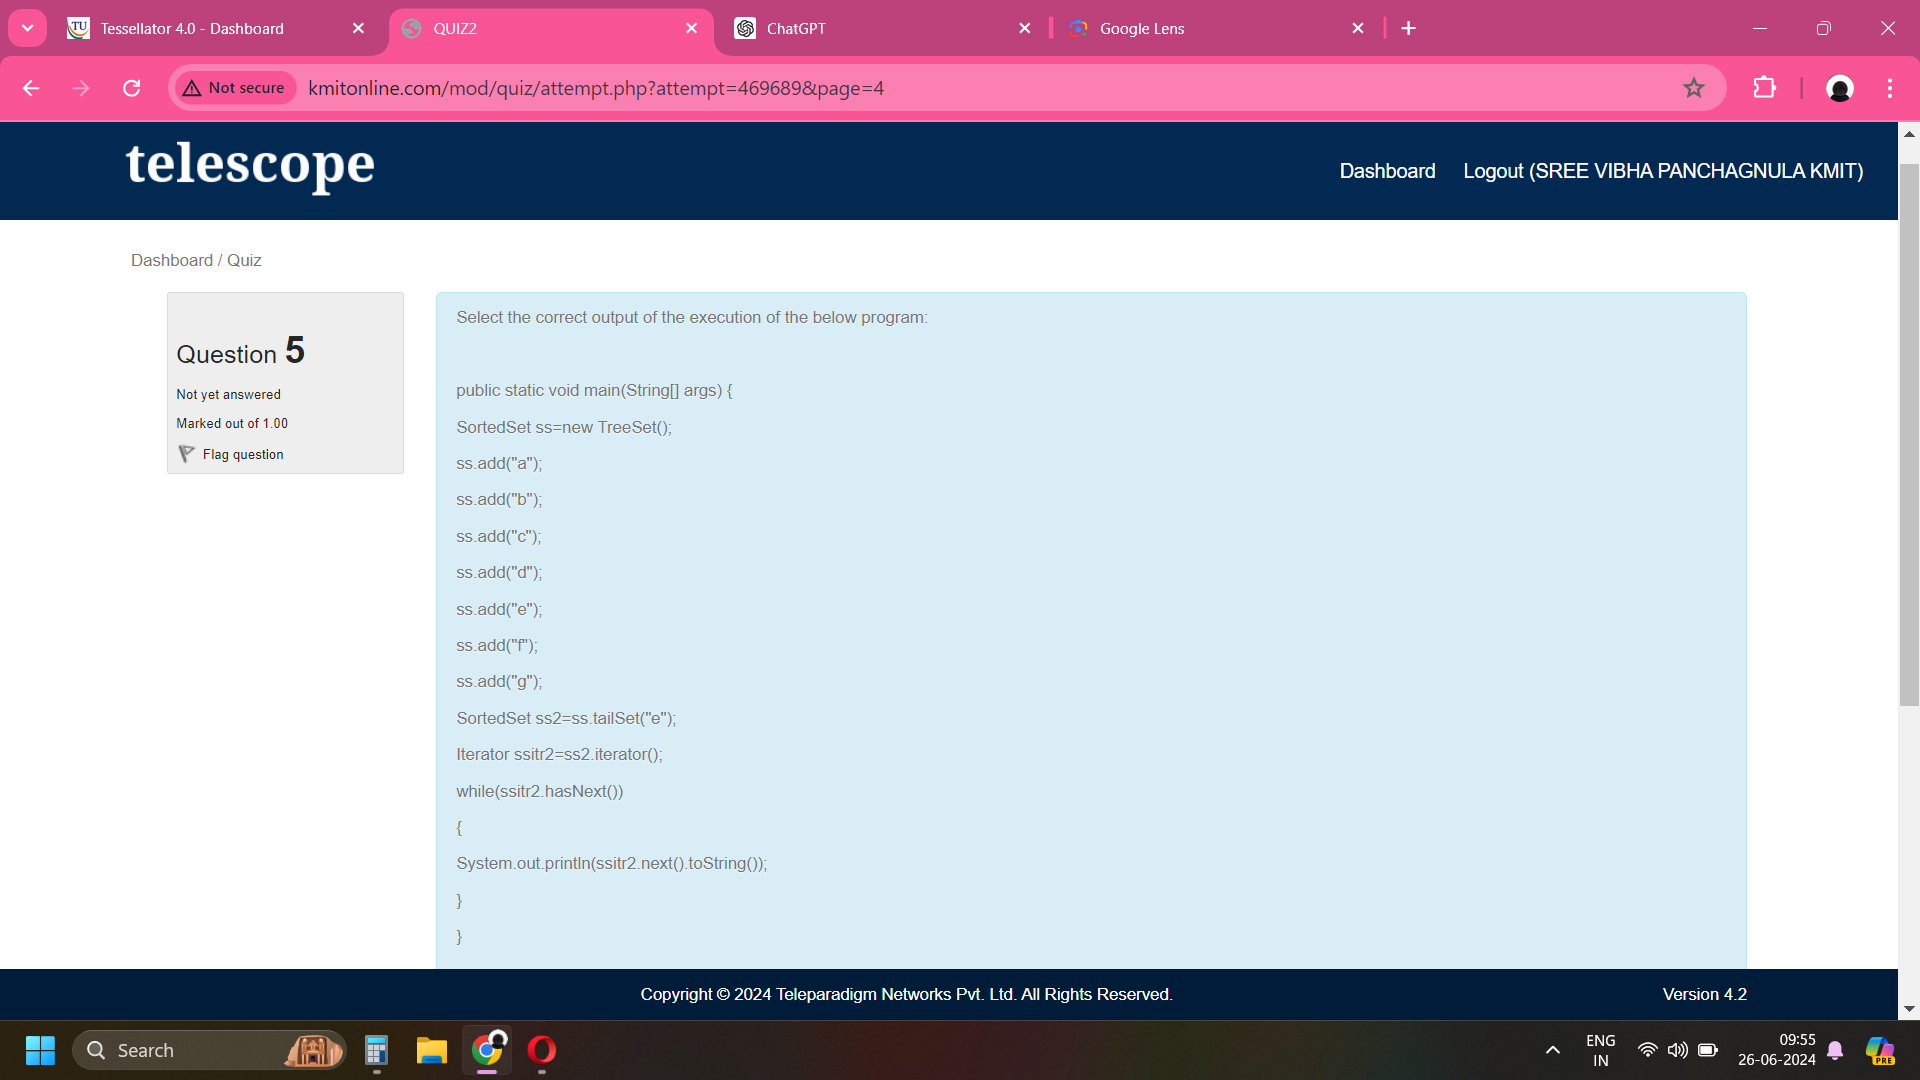 Tessellator 4.0 - Dashboard
QUIZ2
ChatGPT
Google Lens
Not secure
kmitonline.com/mod/quiz/attempt.php?attempt=469689&page=4
telescope
Dashboard
Logout (SREE VIBHA PANCHAGNULA KMIT)
Dashboard / Quiz
Question 5
Not yet answered
Marked out of 1.00
Flag question
Select the correct output of the execution of the below program:
public static void main(String[] args) {
SortedSet ss=new TreeSet();
ss.add("a");
ss.add("b");
ss.add("c");
ss.add("d");
ss.add("e");
ss.add("f");
ss.add("g");
SortedSet ss2=ss.tailSet("e");
Iterator ssitr2=ss2.iterator();
while(ssitr2.hasNext())
{
System.out.println(ssitr2.next().toString());
}
}
Copyright © 2024 Teleparadigm Networks Pvt. Ltd. All Rights Reserved.
Version 4.2
Search
ENG
IN
09:55
26-06-2024
PRE
TU